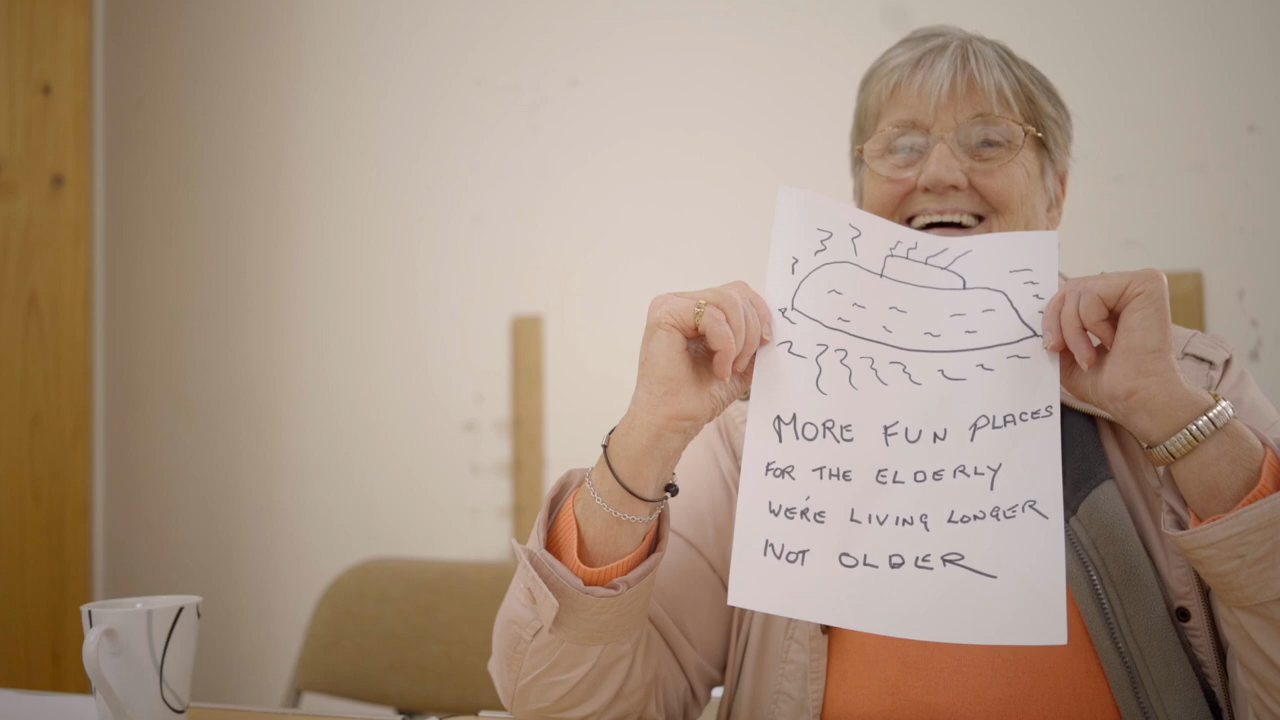 MORE FUN PLACES
FOR THE ELDERLY
WE'RE LIVING LONGER
NOT OLDER